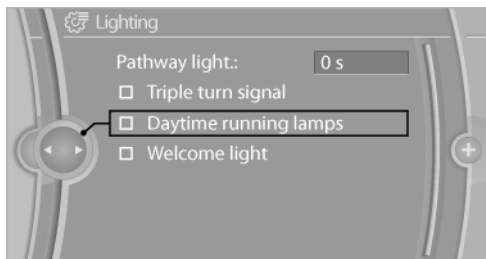 Lighting
Pathway light.: 0 s
Triple turn signal
Daytime running lamps
Welcome light